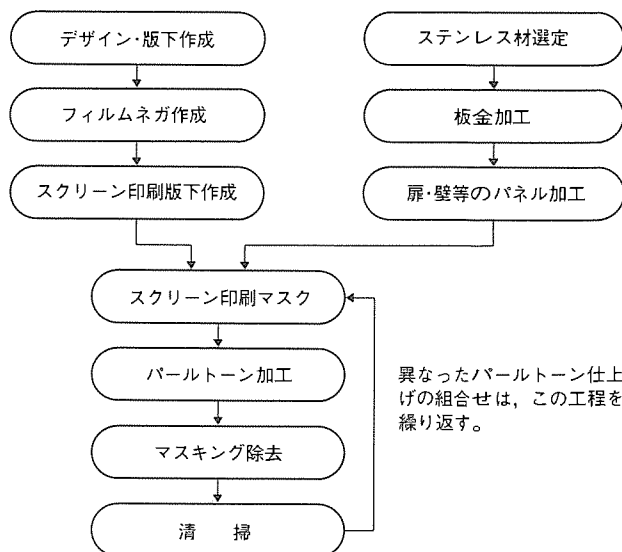 デザイン・版下作成
フィルムネガ作成
スクリーン印刷版下作成
ステンレス材選定
板金加工
扉・壁等のパネル加工
スクリーン印刷マスク
パールトーン加工
マスキング除去
清　掃
異なったパールトーン仕上
げの組合せは，この工程を
繰り返す。